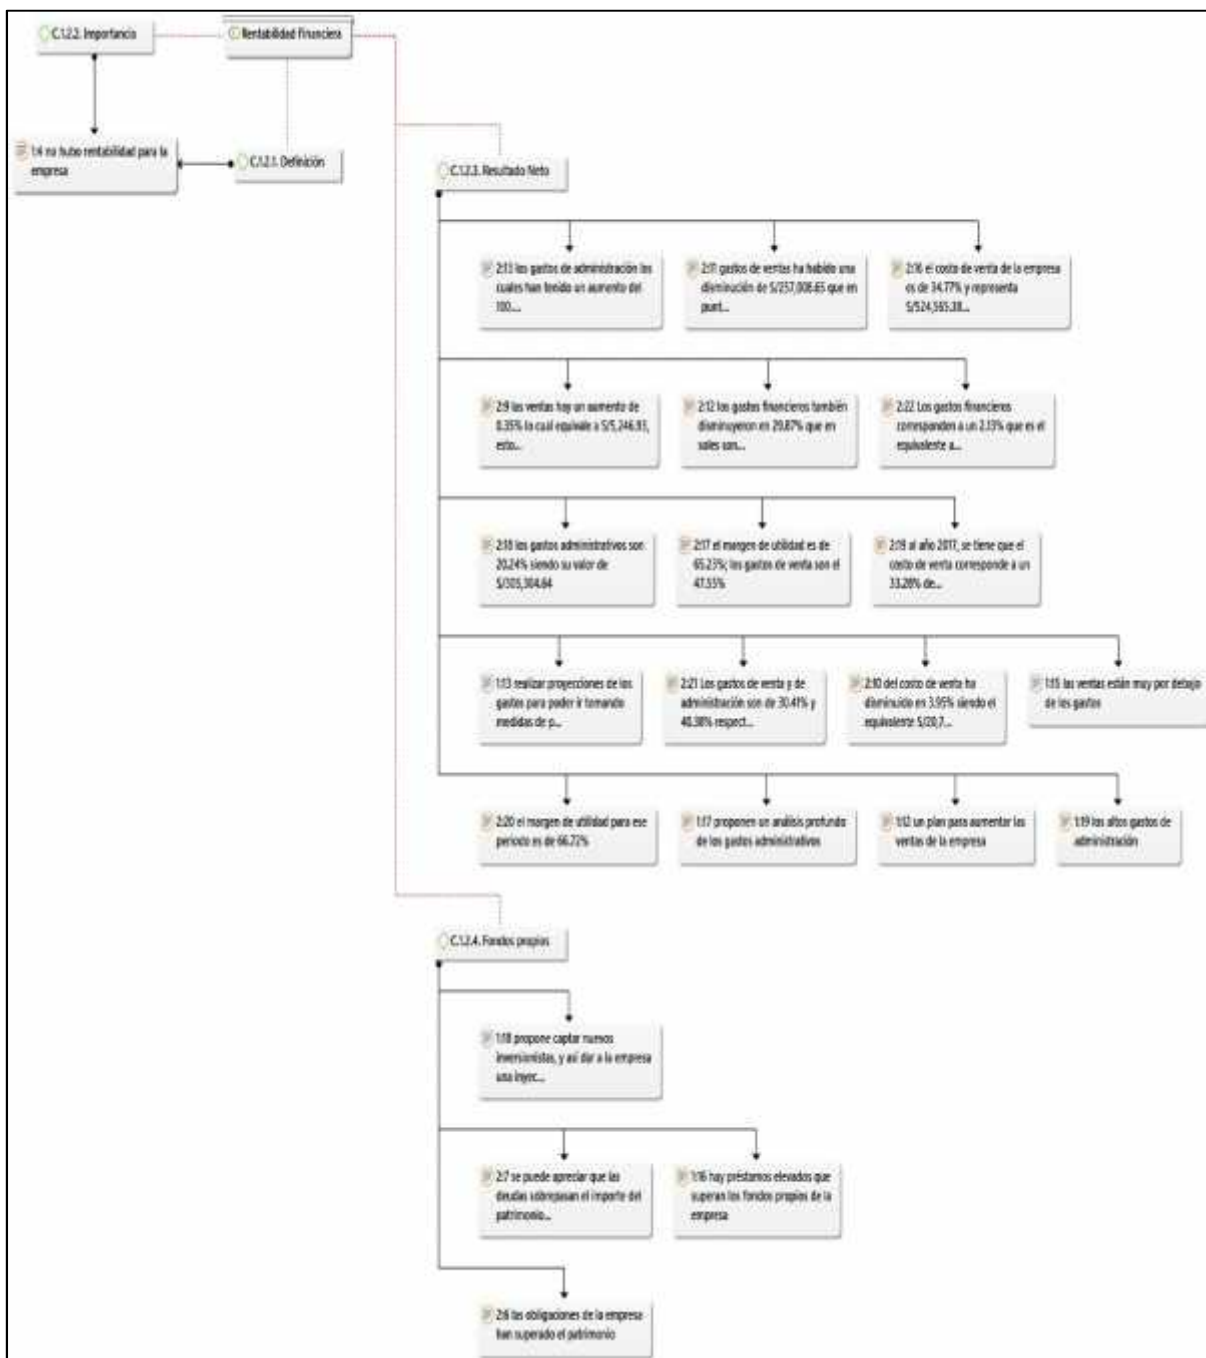 C.1.2.2. Importancia
Rentabilidad Financiera
1:4 no hubo rentabilidad para la
empresa
C.1.2.1. Definición
C.1.2.3. Resultado Neto
2:13 los gastos de administración los
cuales han tenido un aumento del
100....
2:11 gastos de ventas ha habido una
disminución de S/257,008.65 que en
punt...
2:16 el costo de venta de la empresa
es de 34.77% y representa
S/524,565.38...
2:9 las ventas hay un aumento de
0.35% lo cual equivale a S/5,246.93,
esto...
2:12 los gastos financieros también
disminuyeron en 29.87% que en
soles son...
2:22 Los gastos financieros
corresponden a un 2.13% que es el
equivalente a...
2:18 los gastos administrativos son
20.24% siendo su valor de
S/305,304.64
2:17 el margen de utilidad es de
65.23%; los gastos de venta son el
47.55%
2:19 al año 2017, se tiene que el
costo de venta corresponde a un
33.28% de...
1:13 realizar proyecciones de los
gastos para poder ir tomando
medidas de p...
2:21 Los gastos de venta y de
administración son de 30.41% y
40.38% respect...
2:10 del costo de venta ha
disminuido en 3.95% siendo el
equivalente S/20,7...
1:15 las ventas están muy por debajo
de los gastos
2:20 el margen de utilidad para ese
periodo es de 66.72%
1:17 proponen un análisis profundo
de los gastos administrativos
1:12 un plan para aumentar las
ventas de la empresa
1:19 los altos gastos de
administración
C.1.2.4. Fondos propios
1:18 propone captar nuevos
inversionistas, y así dar a la empresa
una inyec...
2:7 se puede apreciar que las
deudas sobrepasan el importe del
patrimonio...
1:16 hay préstamos elevados que
superan los fondos propios de la
empresa
2:6 las obligaciones de la empresa
han superado el patrimonio